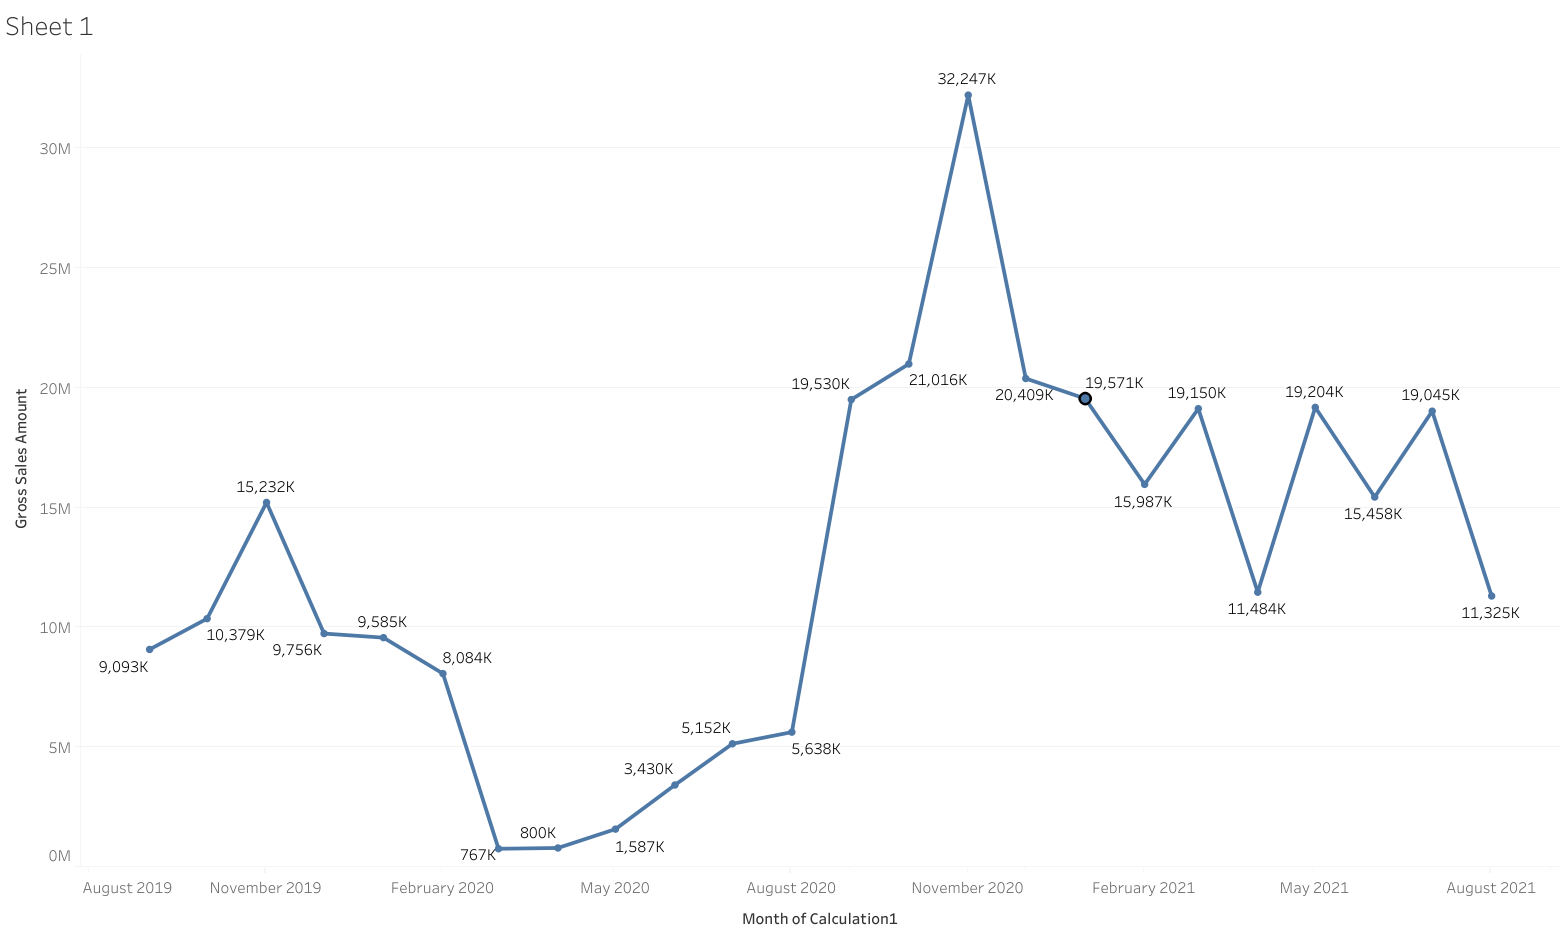 Sheet 1
32,247K
30M
25M
20M
19,530K
21,016K
20,409K
19,571K
19,150K
19,204K
19,045K
Gross Sales Amount
15M
15,232K
15,987K
15,458K
10M
9,093K
10,379K
9,756K
9,585K
8,084K
11,484K
11,325K
5M
5,152K
5,638K
3,430K
800K
767K
1,587K
0M
August 2019 November 2019 February 2020 May 2020 August 2020 November 2020 February 2021 May 2021 August 2021
Month of Calculation1